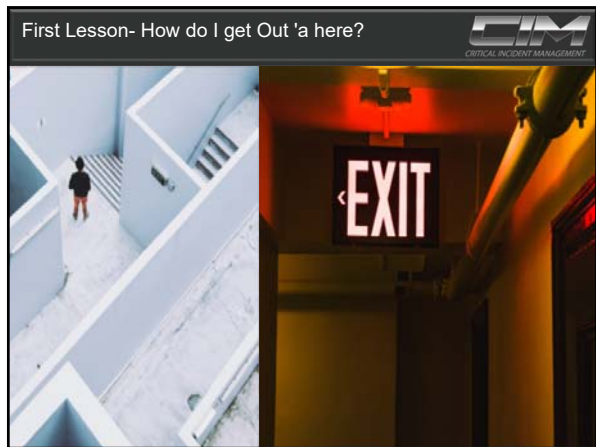 First Lesson- How do I get Out 'a here?
CIM
CRITICAL INCIDENT MANAGEMENT
‹EXIT